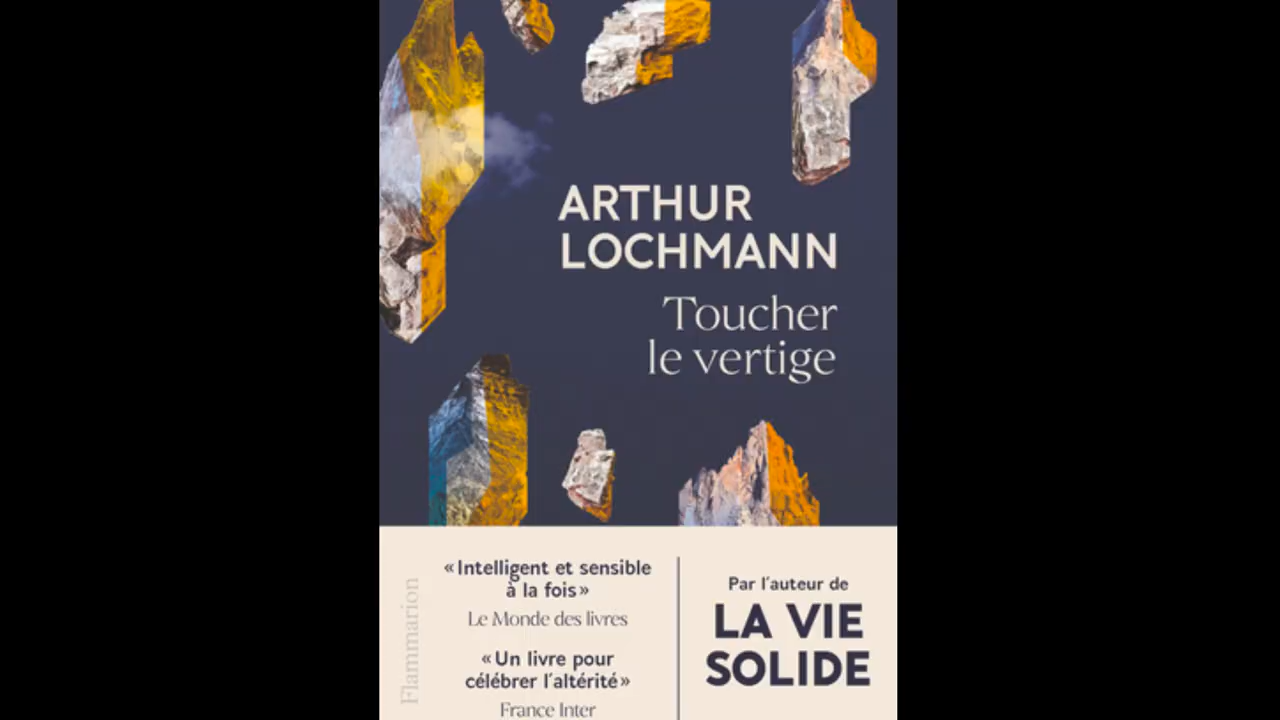 ARTHUR
LOCHMANN
Toucher
le vertige
« Intelligent et sensible
à la fois »
Le Monde des livres
« Un livre pour
célébrer l'altérité »
France Inter
Par l'auteur de
LA VIE
SOLIDE
Flammarion